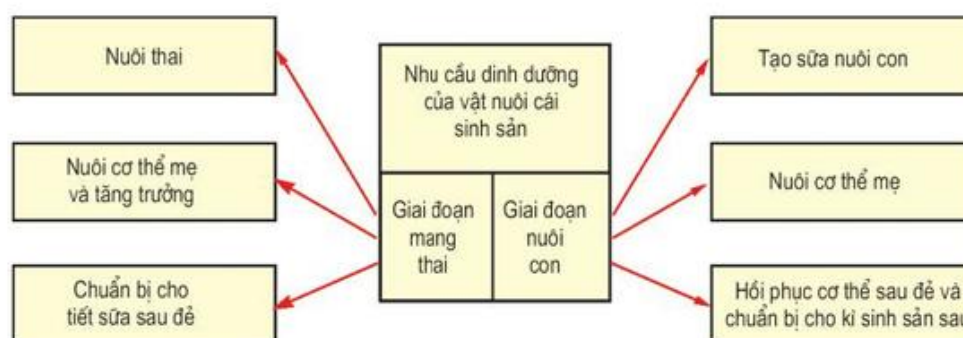 Nuôi thai
Nuôi cơ thể mẹ
và tăng trưởng
Chuẩn bị cho
tiết sữa sau đẻ
Nhu cầu dinh dưỡng
của vật nuôi cái
sinh sản
Giai đoạn
mang
thai
Giai đoạn
nuôi
con
Tạo sữa nuôi con
Nuôi cơ thể mẹ
Hồi phục cơ thể sau đẻ và
chuẩn bị cho kì sinh sản sau